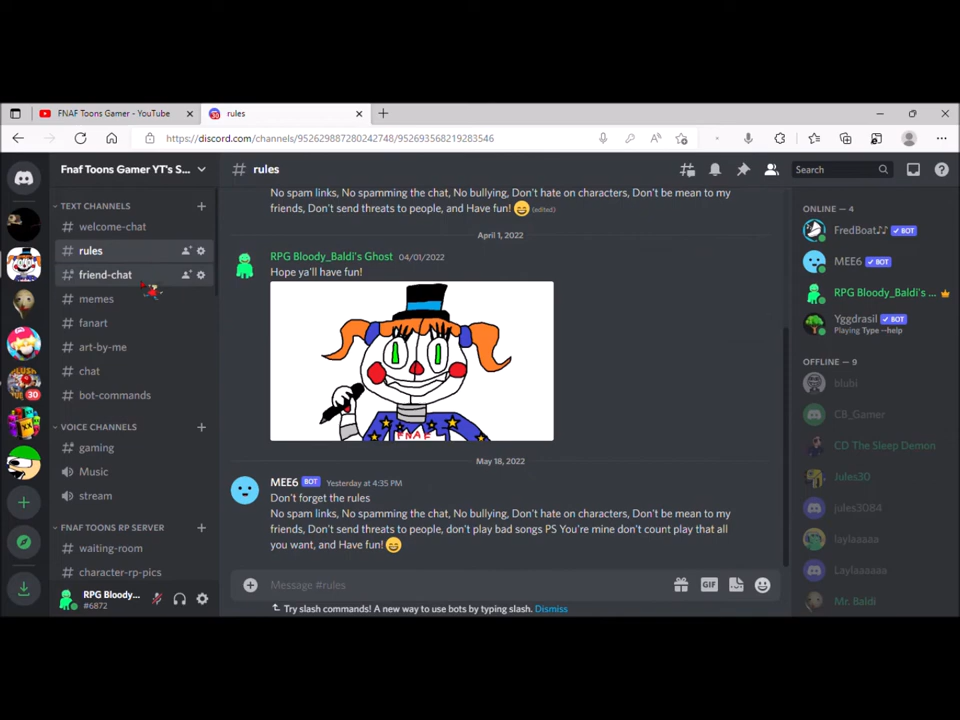 FNAF Toons Gamer - YouTube
rules
https://discord.com/channels/952629887280242748/952693568219283546
Fnaf Toons Gamer YT's S...
# rules
Search
TEXT CHANNELS
# welcome-chat
# rules
# friend-chat
# memes
# fanart
# art-by-me
# chat
# bot-commands
VOICE CHANNELS
gaming
Music
stream
FNAF TOONS RP SERVER
# waiting-room
# character-rp-pics
RPG Bloody...
#6872
30
No spam links, No spamming the chat, No bullying, Don't hate on characters, Don't be mean to my
friends, Don't send threats to people, and Have fun! 😄 (edited)
April 1, 2022
RPG Bloody_Baldi's Ghost 04/01/2022
Hope ya'll have fun!
FNAF
May 18, 2022
MEE6 BOT Yesterday at 4:35 PM
Don't forget the rules
No spam links, No spamming the chat, No bullying, Don't hate on characters, Don't be mean to my
friends, Don't send threats to people, don't play bad songs PS You're mine don't count play that all
you want, and Have fun! 😄
Message #rules
GIF
Try slash commands! A new way to use bots by typing slash. Dismiss
ONLINE — 4
FredBoat♪♪ ✓ BOT
MEE6 ✓ BOT
RPG Bloody_Baldi's ...
Yggdrasil ✓ BOT
Playing Type --help
OFFLINE — 9
blubi
CB_Gamer
CD The Sleep Demon
Jules30
jules3084
laylaaaaa
Laylaaaaaa
Mr. Baldi